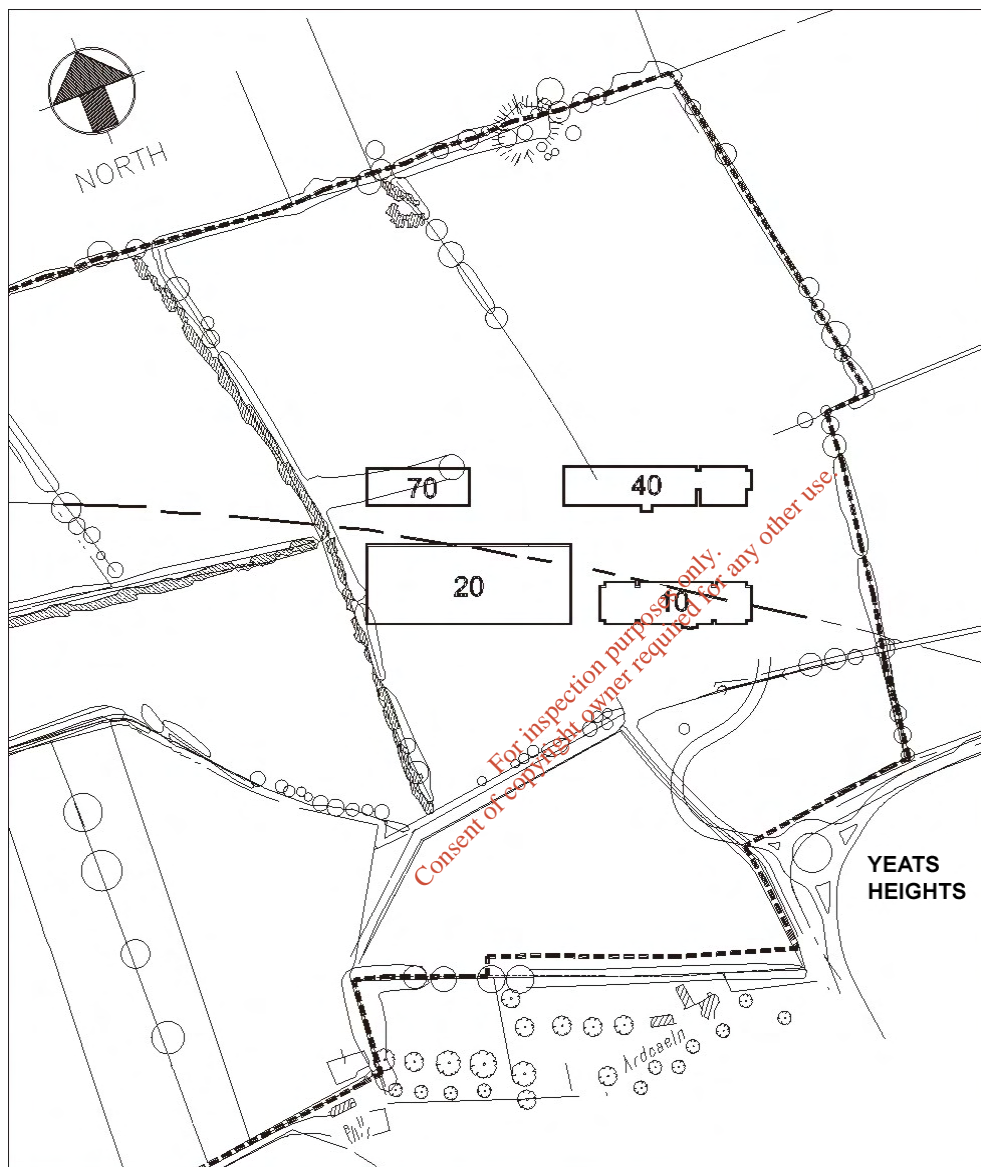 NORTH
70
40
20
10
For inspection purposes only.
Consent of copyright owner required for any other use.
YEATS
HEIGHTS
Ardcaein